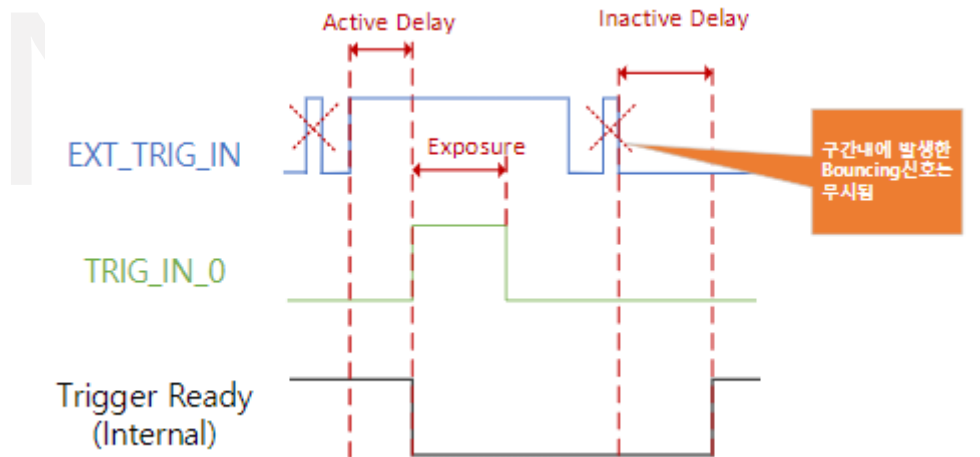 Active Delay
Inactive Delay
EXT_TRIG_IN
Exposure
구간내에 발생한
Bouncing신호는
무시됨
TRIG_IN_0
Trigger Ready
(Internal)